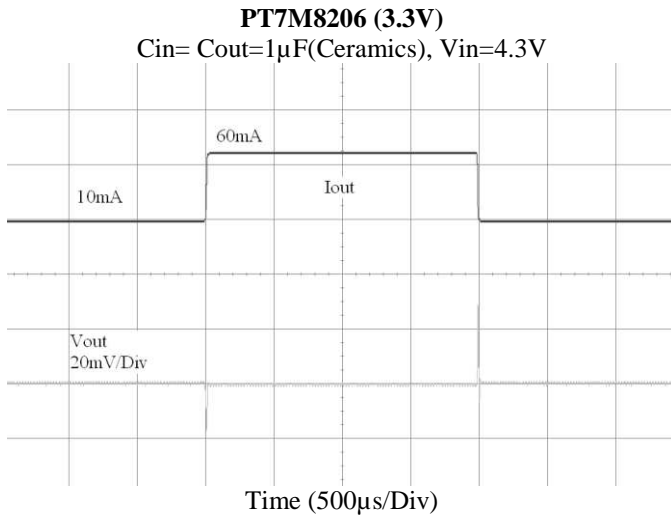 PT7M8206 (3.3V)
Cin= Cout=1µF(Ceramics), Vin=4.3V
60mA
Iout
10mA
Vout
20mV/Div
Time (500µs/Div)